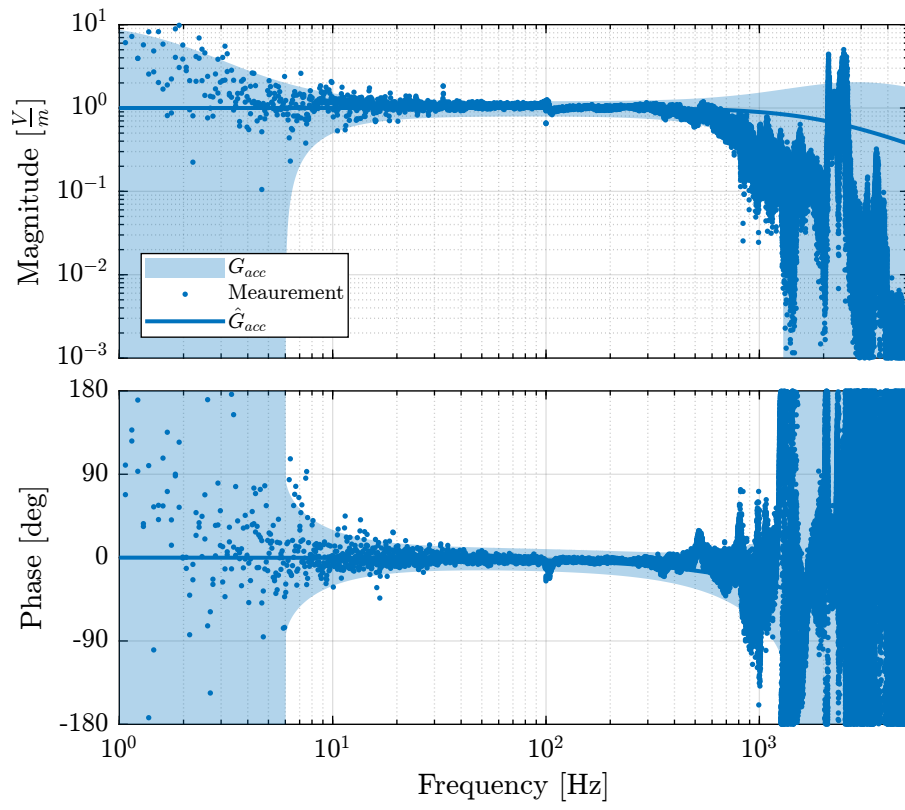 10^1
10^0
10^-1
10^-2
10^-3
Magnitude [V/m]
G_acc
Meaurement
Ĝ_acc
180
90
0
-90
-180
Phase [deg]
10^0
10^1
10^2
10^3
Frequency [Hz]